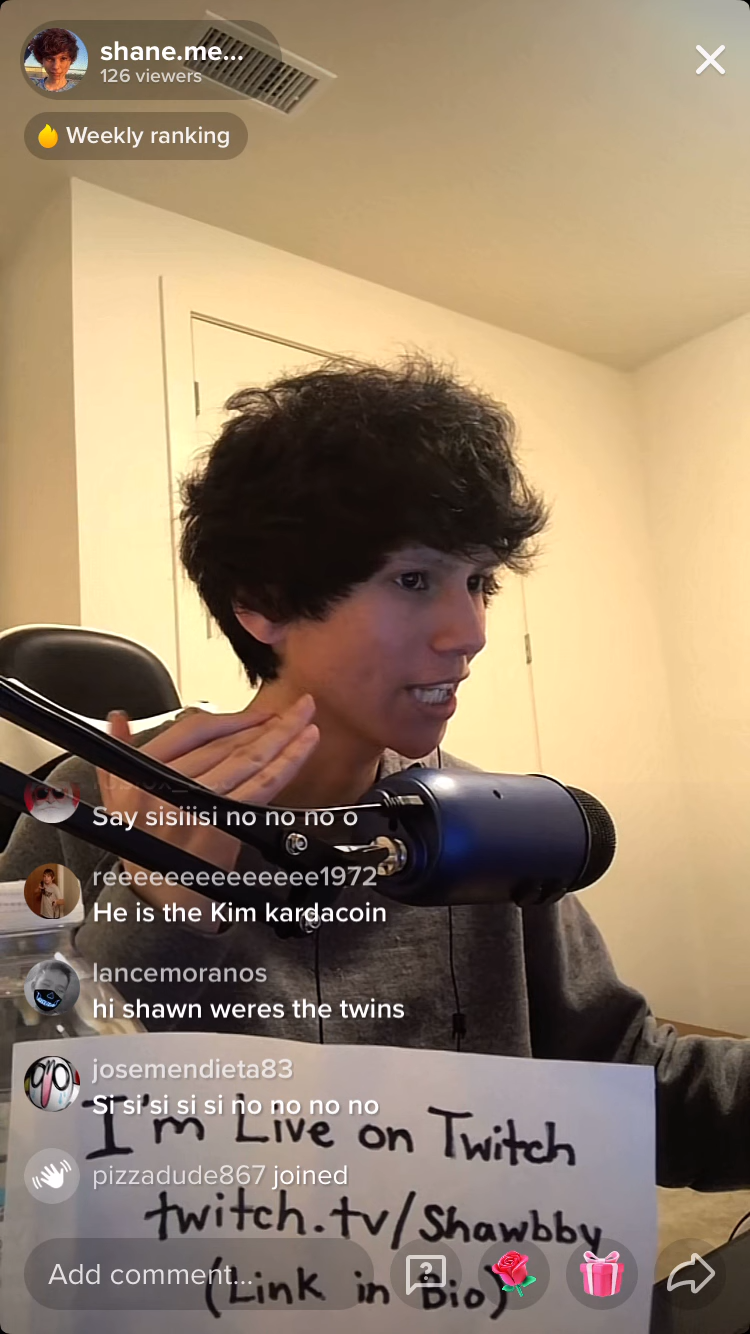 shane.me...
126 viewers
Weekly ranking
Say sisiiisi no no no o
reeeeeeeeeeeeee1972
He is the Kim kardacoin
lancemoranos
hi shawn weres the twins
josemendieta83
Si si si si si no no no no
I'm Live on Twitch
pizzadude867 joined
twitch.tv/Shawbby
Add comment...
(Link in Bio)